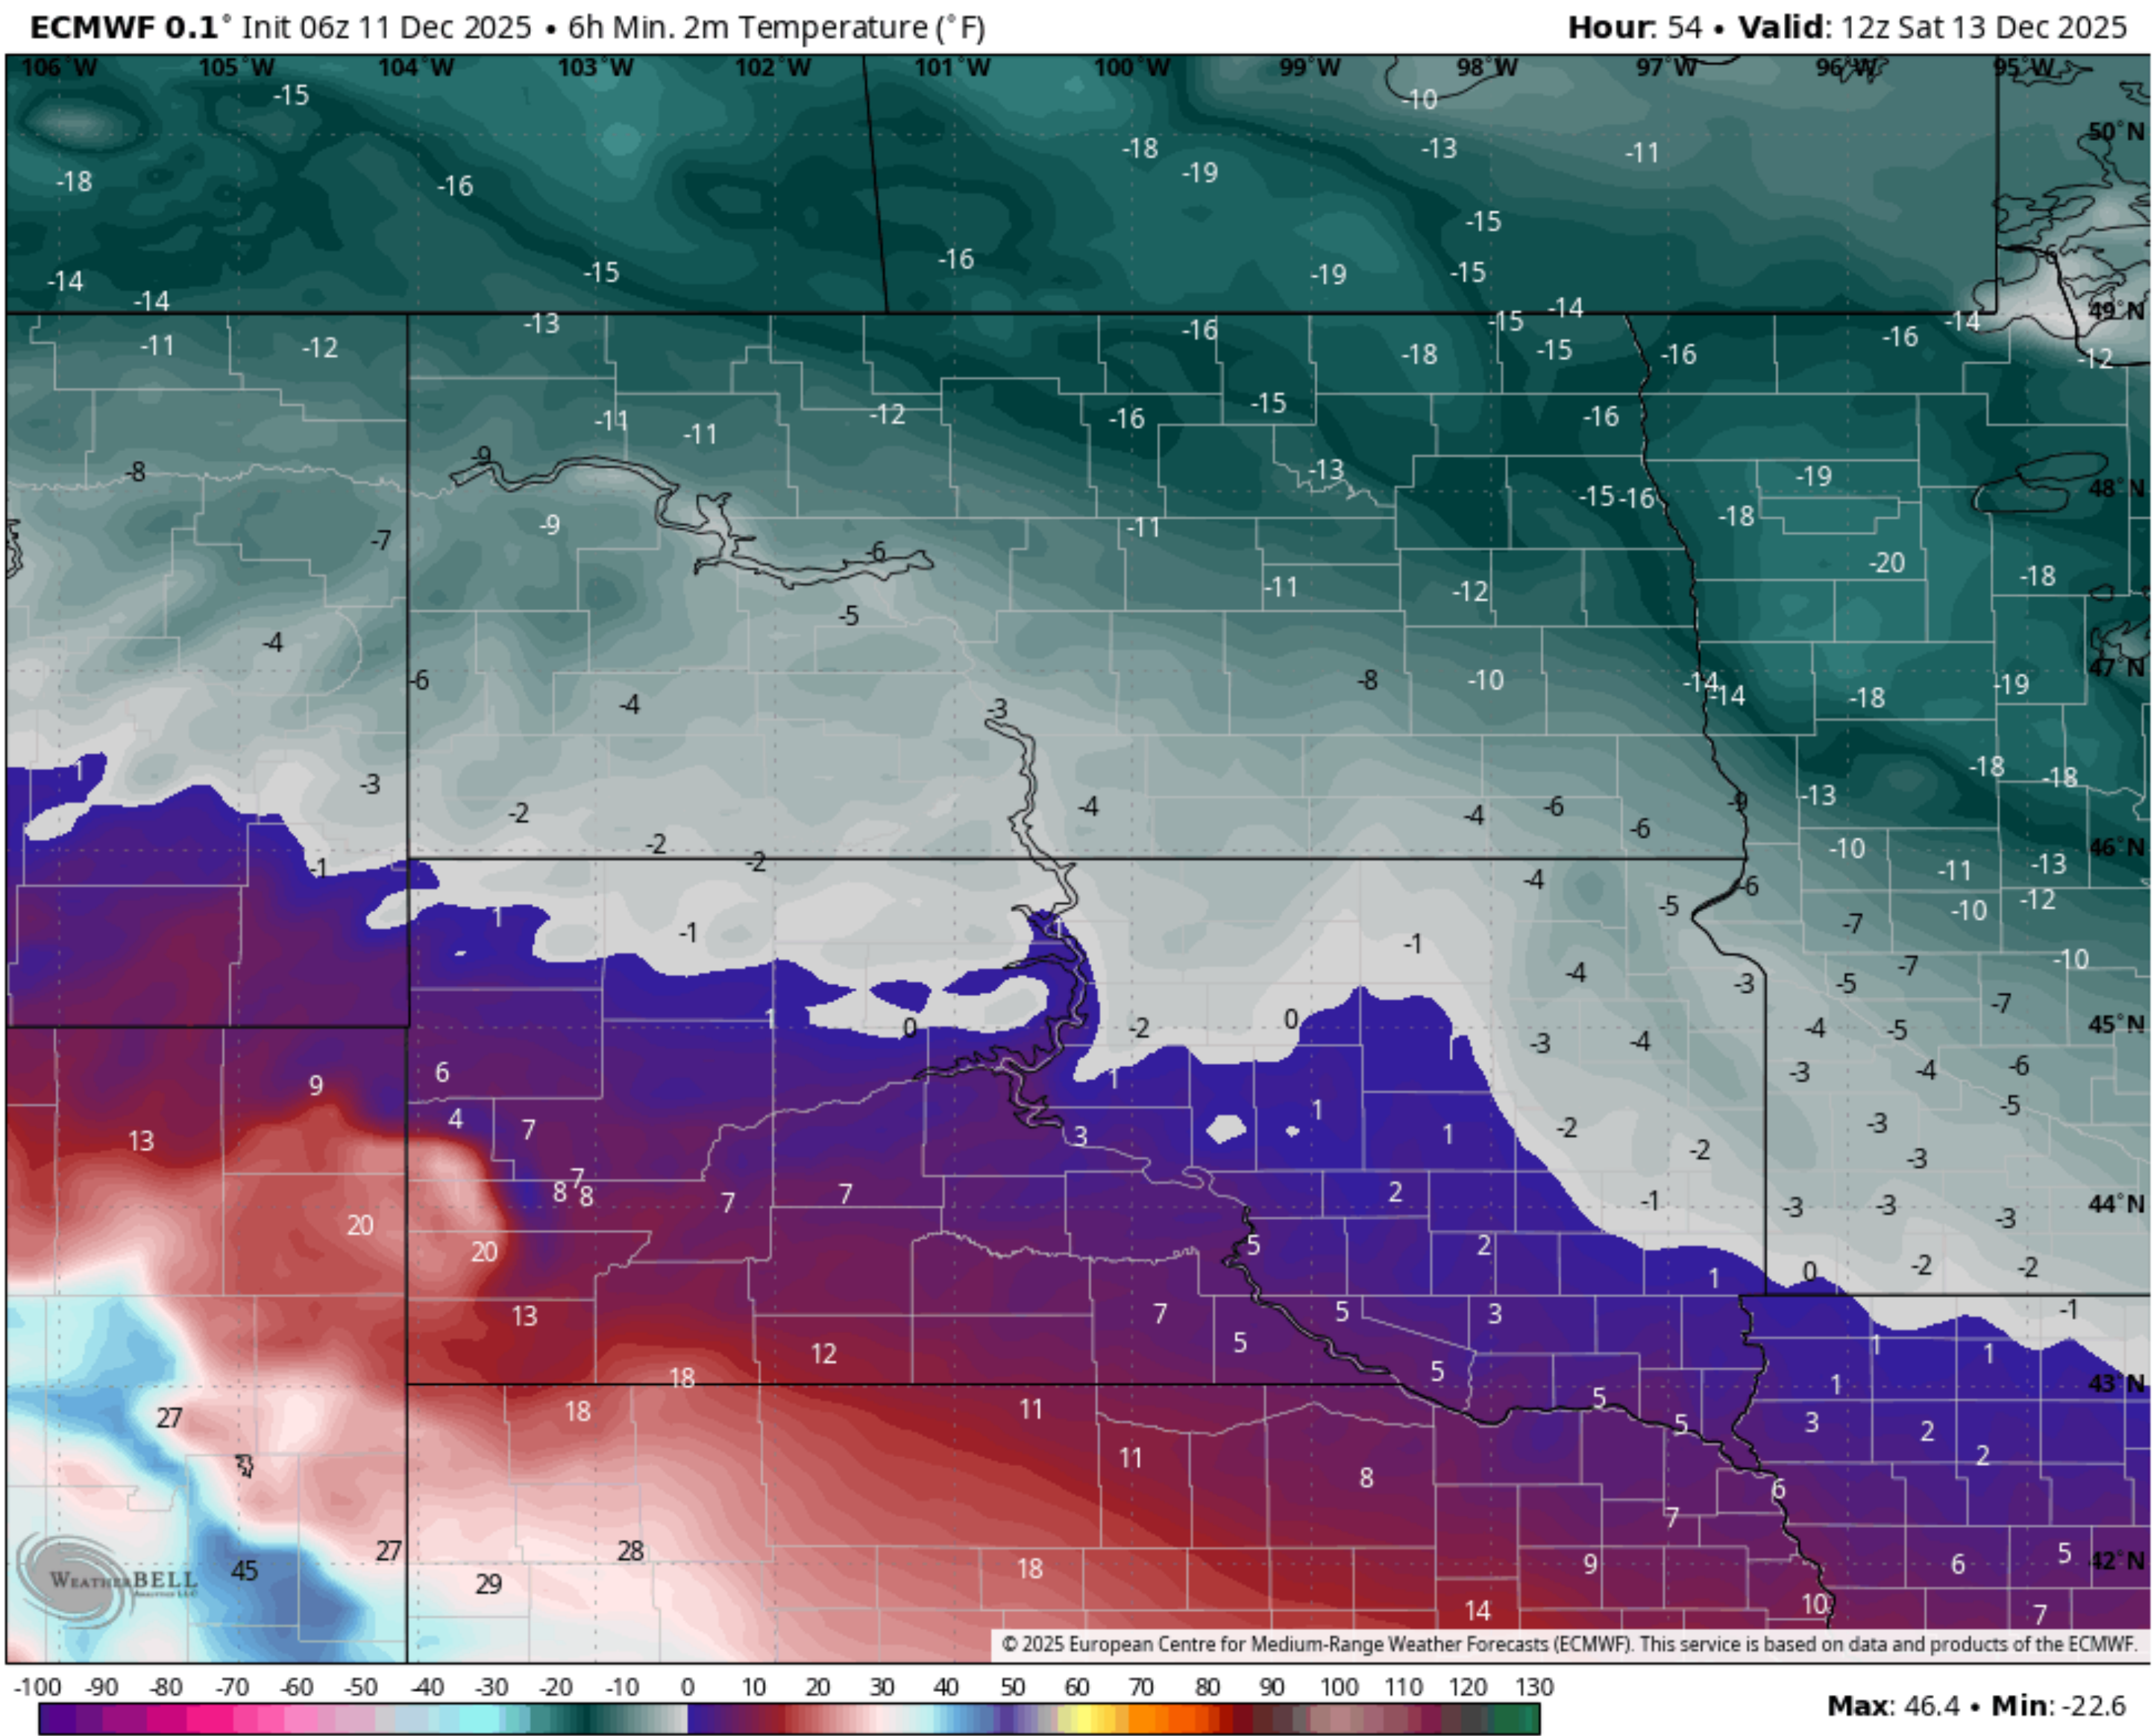 ECMWF 0.1° Init 06z 11 Dec 2025 • 6h Min. 2m Temperature (°F) Hour: 54 • Valid: 12z Sat 13 Dec 2025
106°W 105°W 104°W 103°W 102°W 101°W 100°W 99°W 98°W 97°W 96°W 95°W
-15 -10
50°N
-18 -13 -11
-18 -16 -19
-15
-16 -15 -19 -15
-14 -14 -14
49°N
-13 -16 -15 -14
-11 -12 -18 -15 -16 -16 -12
-11 -11 -12 -16 -15 -16
-8 -9 -13 -19
48°N
-15 -16 -18
-7 -9 -11
-6 -20
-11 -12 -18
-4 -5
47°N
-6 -8 -10 -14 -14 -18 -19
-4 -3
1 -18 -18
-3 -2 -4 -4 -6 -6 -9 -13
-2 -2 -10 -13
46°N
-1 -4 -11 -12
-6 -5 -10 -7
1 -1 1 -1 -10
-4 -3 -5 -7 -7
1 0 -2 0 -4 -5
45°N
1 -3 -4 -6
9 6 1 -3 -4 -5
4 7 1 1 -2 -3
13 3 -2 -3
7 8 8 7 7 2 -1 -3 -3 -3
44°N
20 20 5 2 -2 -2
1 0 -1
13 7 5 3
12 5 1 1
18 5 1
43°N
27 18 11 5 5 3 2
11 8 2
6 7
27 28 9 5
42°N
45 29 18 6
14 10 7
WEATHERBELL
ANALYTICS LLC
© 2025 European Centre for Medium-Range Weather Forecasts (ECMWF). This service is based on data and products of the ECMWF.
-100 -90 -80 -70 -60 -50 -40 -30 -20 -10 0 10 20 30 40 50 60 70 80 90 100 110 120 130
Max: 46.4 • Min: -22.6